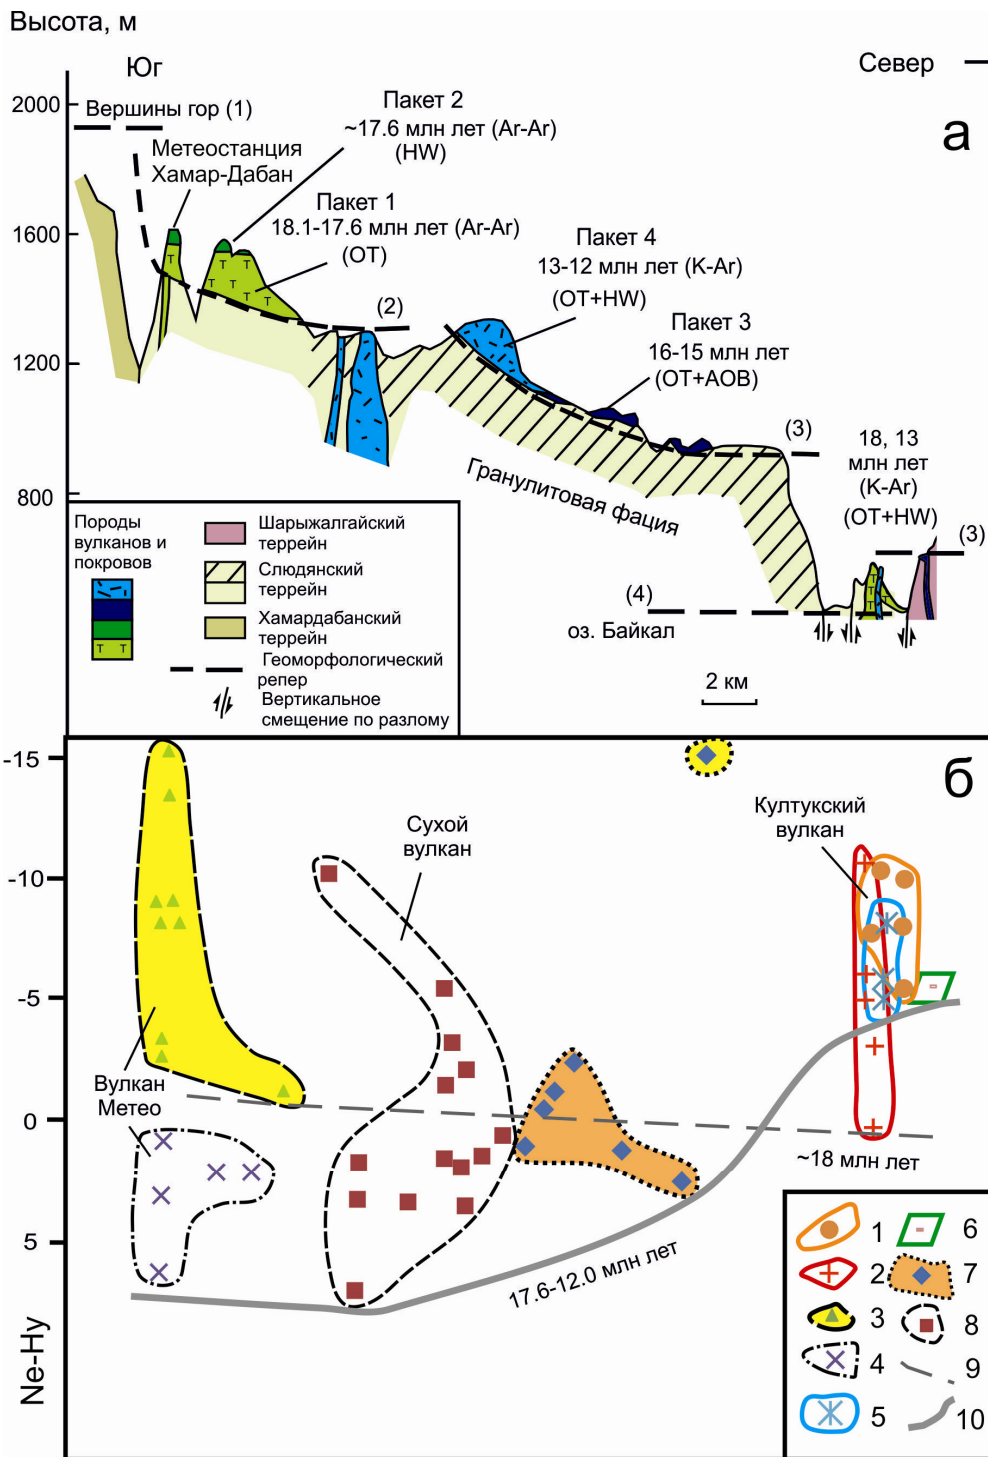 Высота, м
Юг
Север
а
2000
1600
1200
800
Вершины гор (1)
Метеостанция
Хамар-Дабан
Пакет 2
~17.6 млн лет (Ar-Ar)
(HW)
Пакет 1
18.1-17.6 млн лет (Ar-Ar)
(OT)
(2)
Пакет 4
13-12 млн лет (K-Ar)
(OT+HW)
Пакет 3
16-15 млн лет
(OT+AOB)
(3)
18, 13
млн лет
(K-Ar)
(OT+HW)
(3)
Гранулитовая фация
(4)
оз. Байкал
2 км
Породы
вулканов и
покровов
Т Т
Шарыжалгайский
террейн
Слюдянский
террейн
Хамардабанский
террейн
Геоморфологический
репер
Вертикальное
смещение по разлому
б
-15
-10
-5
0
5
Ne-Hy
Сухой
вулкан
Култукский
вулкан
Вулкан
Метео
~18 млн лет
17.6-12.0 млн лет
1
2
3
4
5
6
7
8
9
10